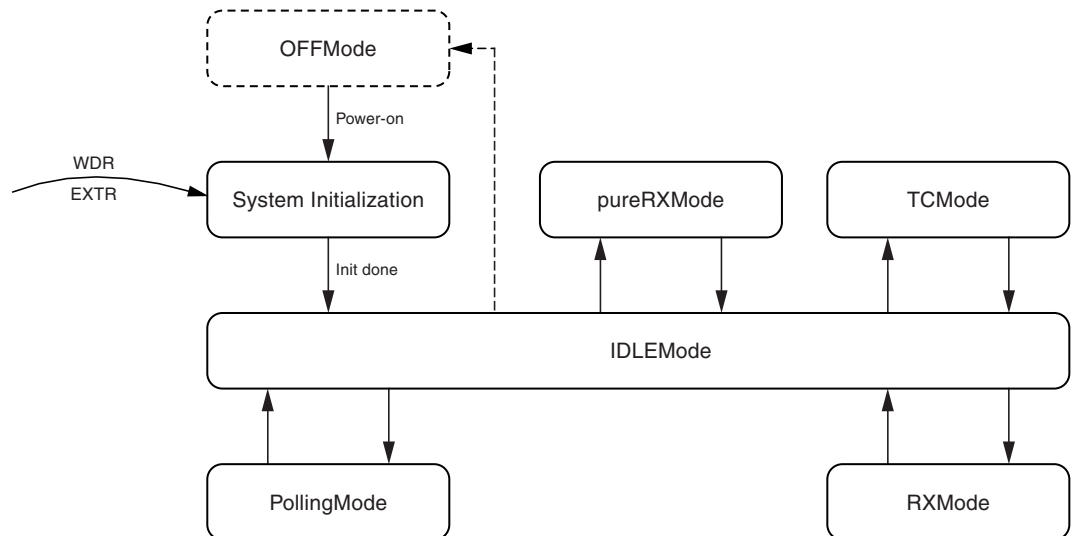 OFFMode
Power-on
WDR
EXTR
System Initialization
pureRXMode
TCMode
Init done
IDLEMode
PollingMode
RXMode